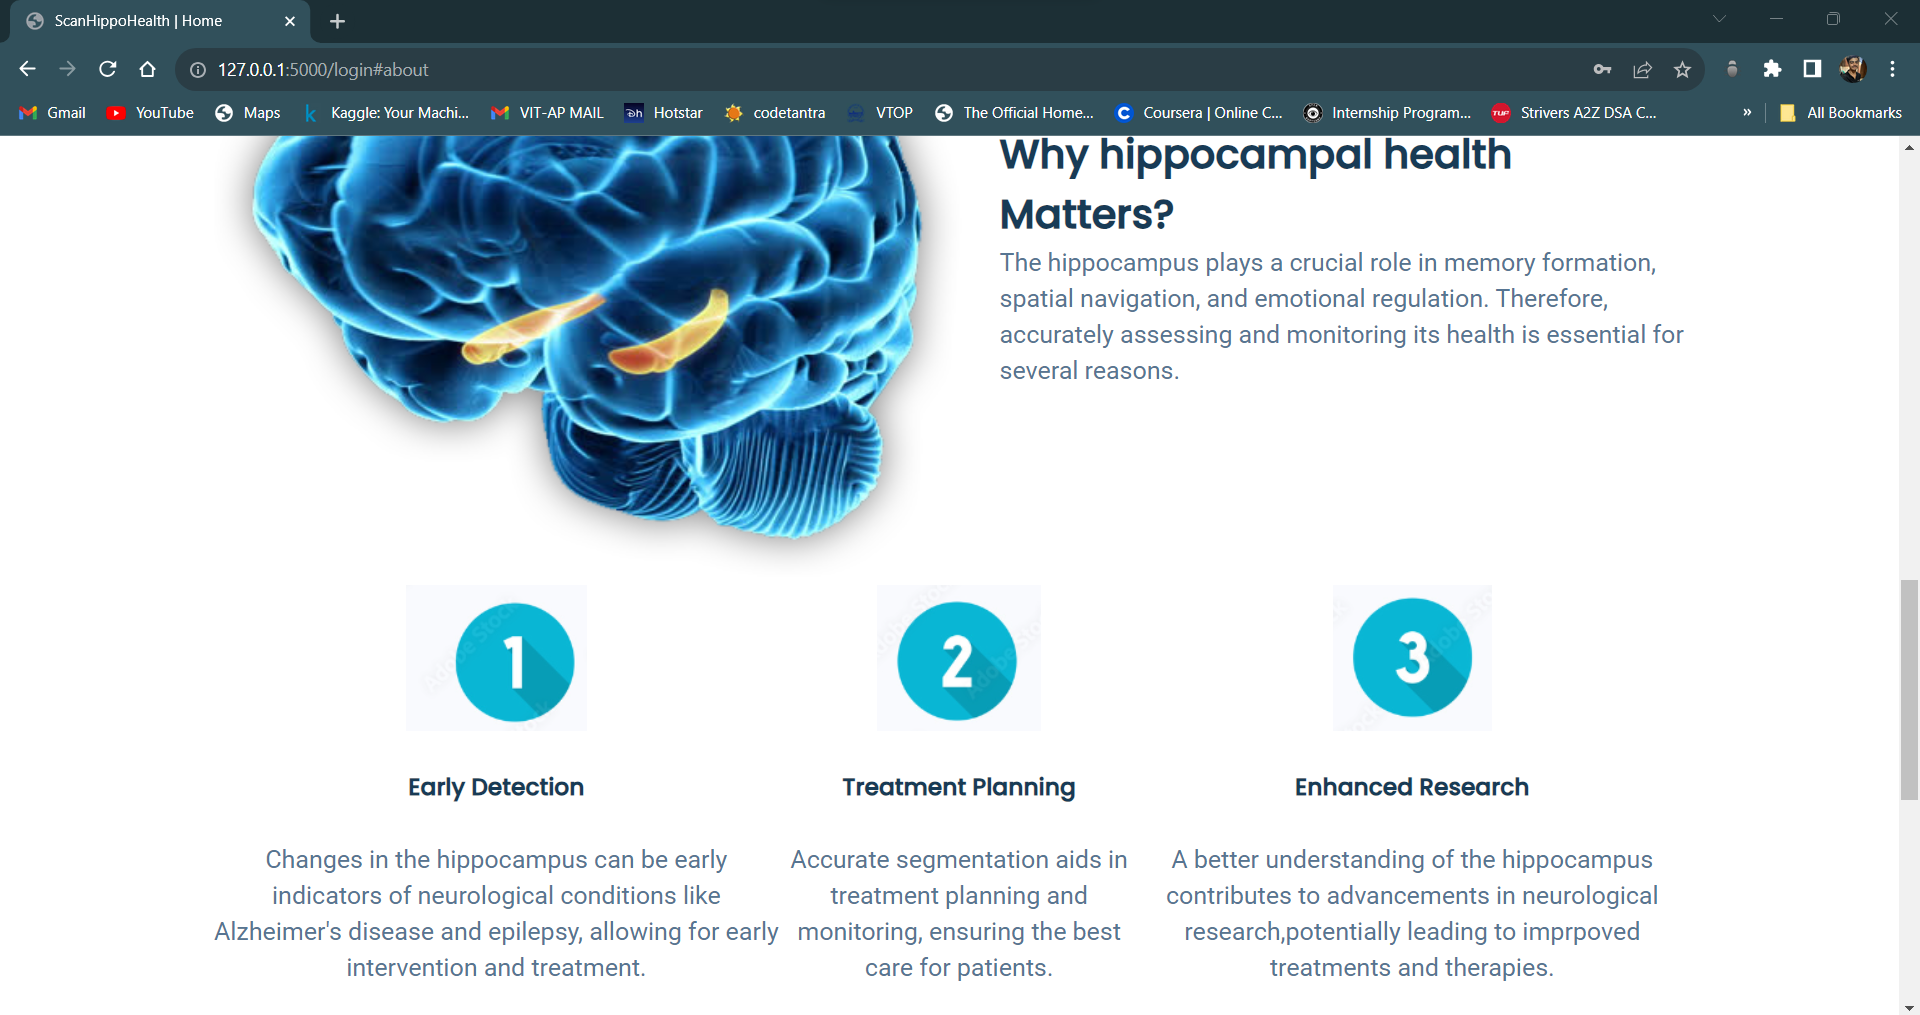 ScanHippoHealth | Home
127.0.0.1:5000/login#about
Gmail YouTube Maps Kaggle: Your Machi... VIT-AP MAIL Hotstar codetantra VTOP The Official Home... Coursera | Online C... Internship Program... Strivers A2Z DSA C... » All Bookmarks
Why hippocampal health
Matters?
The hippocampus plays a crucial role in memory formation,
spatial navigation, and emotional regulation. Therefore,
accurately assessing and monitoring its health is essential for
several reasons.
1 2 3
Early Detection
Changes in the hippocampus can be early
indicators of neurological conditions like
Alzheimer's disease and epilepsy, allowing for early
intervention and treatment.
Treatment Planning
Accurate segmentation aids in
treatment planning and
monitoring, ensuring the best
care for patients.
Enhanced Research
A better understanding of the hippocampus
contributes to advancements in neurological
research,potentially leading to imprpoved
treatments and therapies.